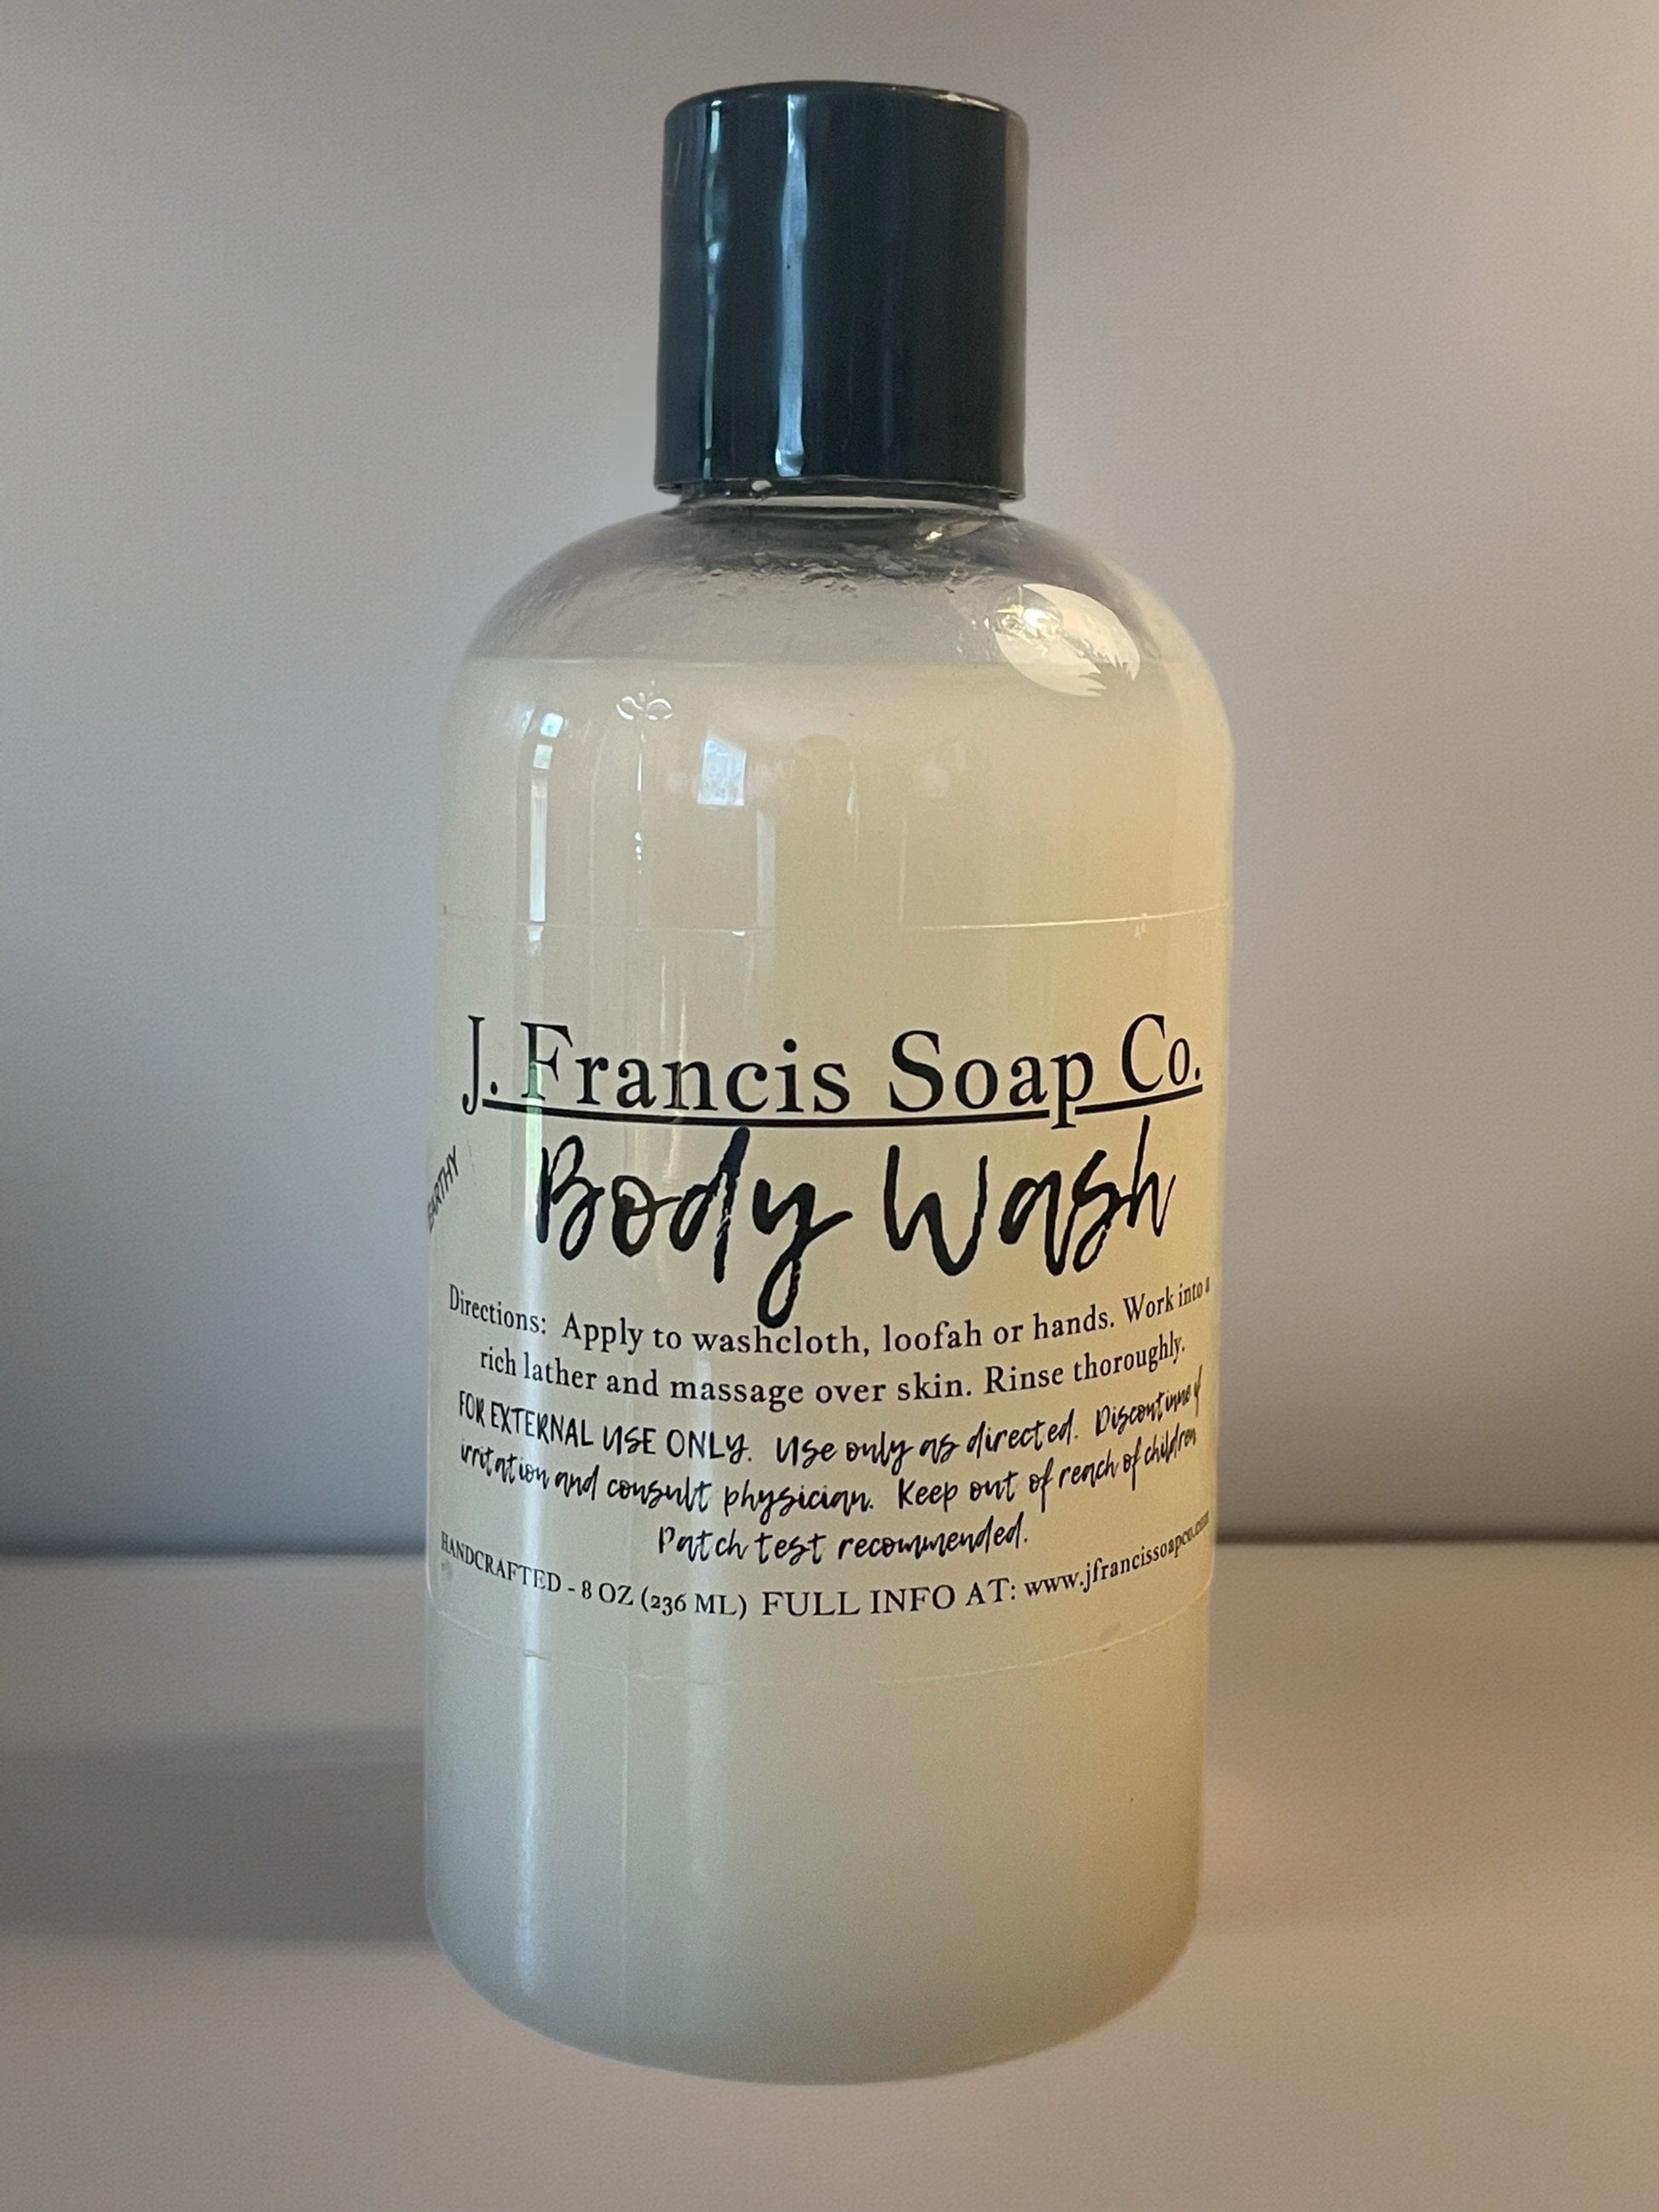 J. Francis Soap Co.
Body Wash
EARTHY
Directions: Apply to washcloth, loofah or hands. Work into a
rich lather and massage over skin. Rinse thoroughly.
FOR EXTERNAL USE ONLY. Use only as directed. Discontinue if
irritation and consult physician. Keep out of reach of children
Patch test recommended.
HANDCRAFTED - 8 OZ (236 ML) FULL INFO AT: www.jfrancissoapco.com